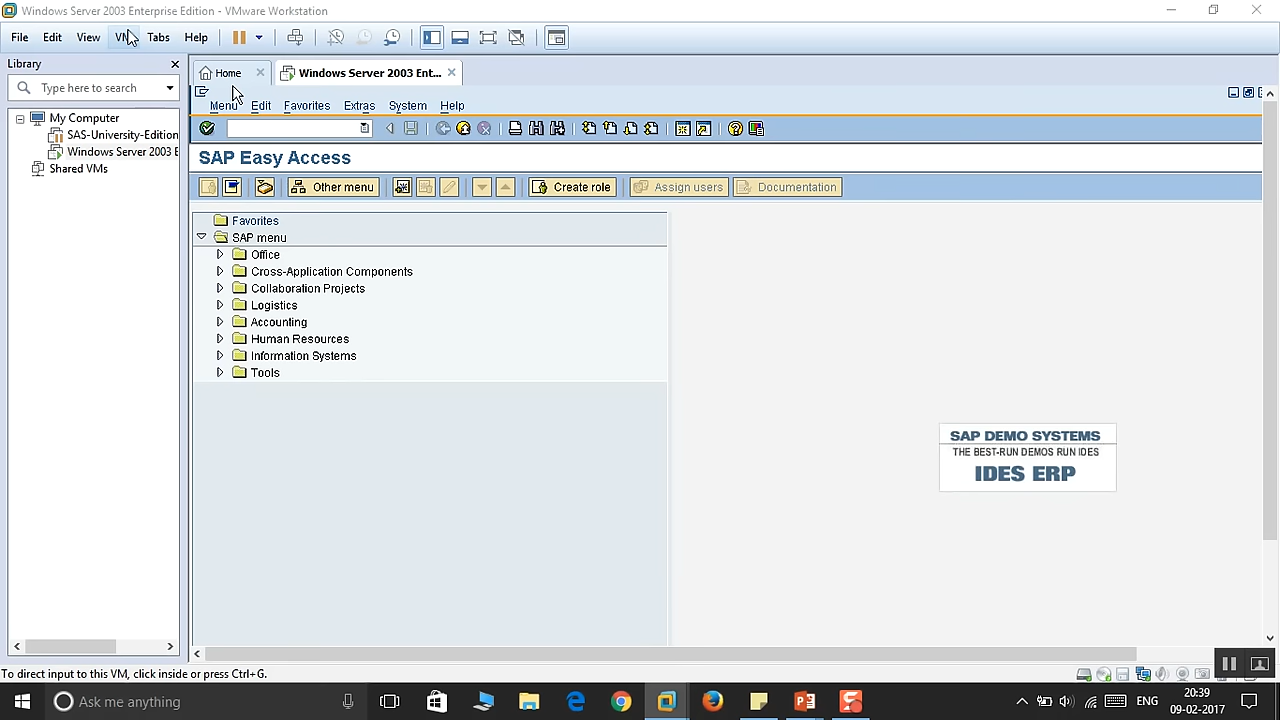 Windows Server 2003 Enterprise Edition - VMware Workstation
File Edit View VM Tabs Help
Library
Type here to search
My Computer
SAS-University-Edition
Windows Server 2003 E
Shared VMs
Home
Windows Server 2003 Ent...
Menu Edit Favorites Extras System Help
SAP Easy Access
Other menu
Create role
Assign users
Documentation
Favorites
SAP menu
Office
Cross-Application Components
Collaboration Projects
Logistics
Accounting
Human Resources
Information Systems
Tools
SAP DEMO SYSTEMS
THE BEST-RUN DEMOS RUN IDES
IDES ERP
To direct input to this VM, click inside or press Ctrl+G.
Ask me anything
ENG
20:39
09-02-2017